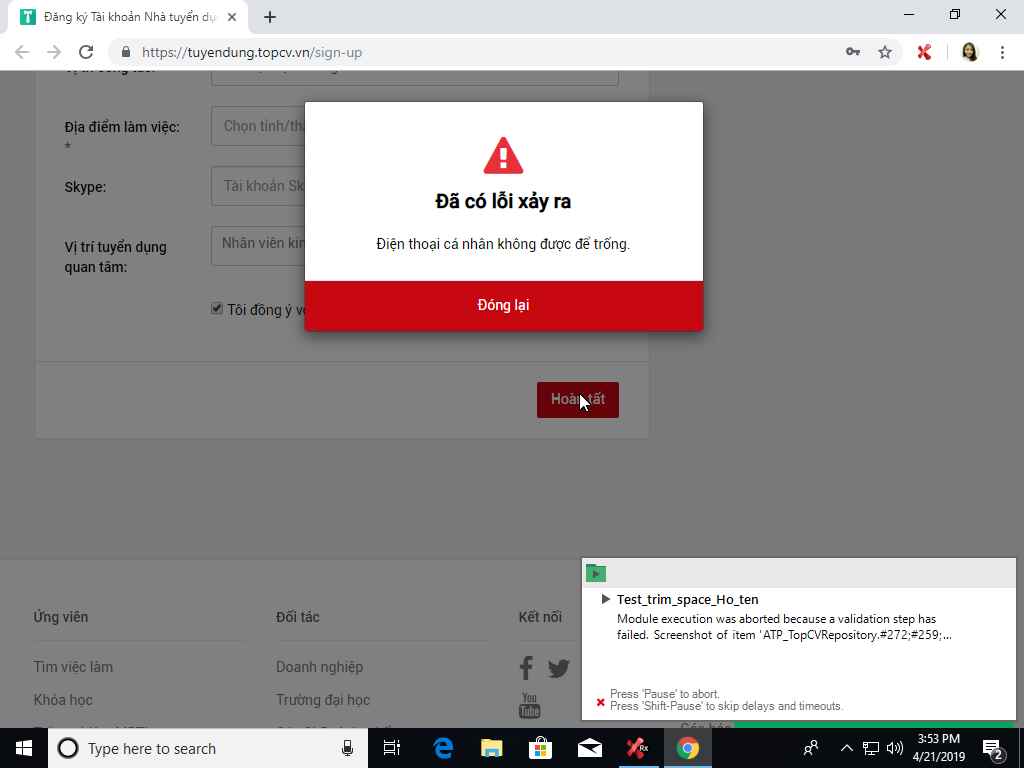 Đăng ký Tài khoản Nhà tuyển dụ
https://tuyendung.topcv.vn/sign-up
Địa điểm làm việc:
*
Chọn tỉnh/th
Skype:
Tài khoản Sk
Vị trí tuyển dụng
quan tâm:
Nhân viên kin
Tôi đồng ý v
Đã có lỗi xảy ra
Điện thoại cá nhân không được để trống.
Đóng lại
Hoàn tất
Ứng viên
Đối tác
Kết nối
Tìm việc làm
Doanh nghiệp
Khóa học
Trường đại học
You
Tube
Test_trim_space_Ho_ten
Module execution was aborted because a validation step has
failed. Screenshot of item 'ATP_TopCVRepository.#272;#259;...
Press 'Pause' to abort.
Press 'Shift-Pause' to skip delays and timeouts.
Type here to search
Rx
3:53 PM
4/21/2019
2